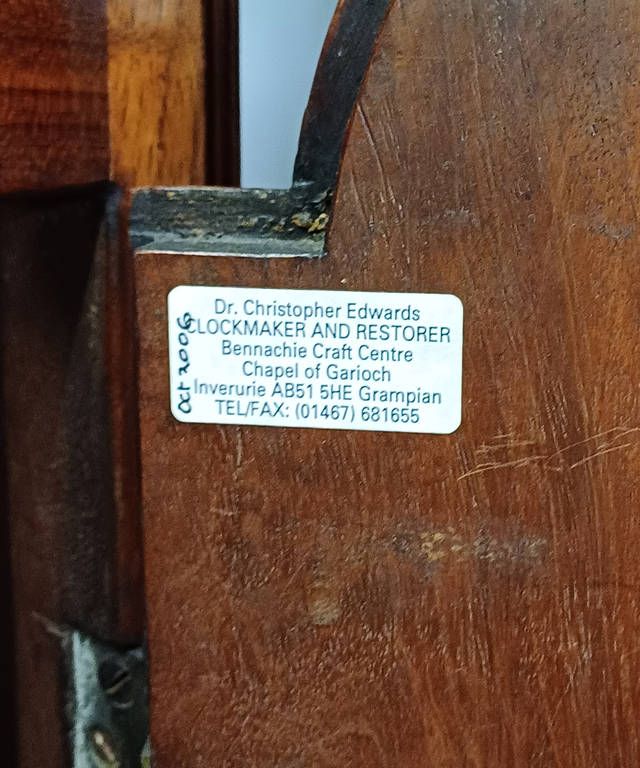 Dr. Christopher Edwards
CLOCKMAKER AND RESTORER
Bennachie Craft Centre
Chapel of Garioch
Inverurie AB51 5HE Grampian
TEL/FAX: (01467) 681655
Oct 2006